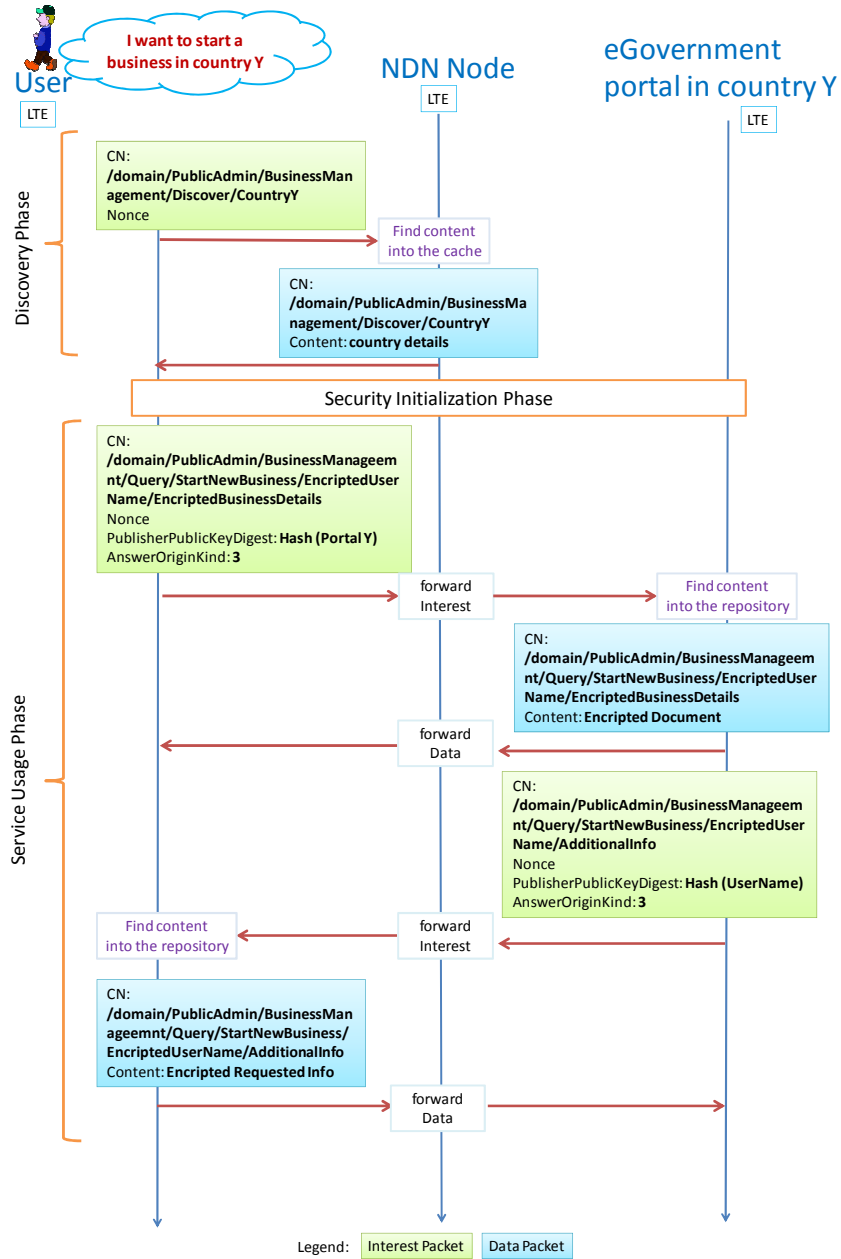 I want to start a
business in country Y
User
NDN Node
eGovernment
portal in country Y
LTE
LTE
LTE
Discovery Phase
CN:
/domain/PublicAdmin/BusinessMan
agement/Discover/CountryY
Nonce
Find content
into the cache
CN:
/domain/PublicAdmin/BusinessMa
nagement/Discover/CountryY
Content: country details
Security Initialization Phase
Service Usage Phase
CN:
/domain/PublicAdmin/BusinessManageem
nt/Query/StartNewBusiness/EncriptedUser
Name/EncriptedBusinessDetails
Nonce
PublisherPublicKeyDigest: Hash (Portal Y)
AnswerOriginKind: 3
forward
Interest
Find content
into the repository
CN:
/domain/PublicAdmin/BusinessManageem
nt/Query/StartNewBusiness/EncriptedUser
Name/EncriptedBusinessDetails
Content: Encripted Document
forward
Data
CN:
/domain/PublicAdmin/BusinessManageem
nt/Query/StartNewBusiness/EncriptedUser
Name/AdditionalInfo
Nonce
PublisherPublicKeyDigest: Hash (UserName)
AnswerOriginKind: 3
Find content
into the repository
forward
Interest
CN:
/domain/PublicAdmin/BusinessMan
ageemnt/Query/StartNewBusiness/
EncriptedUserName/AdditionalInfo
Content: Encripted Requested Info
forward
Data
Legend:
Interest Packet
Data Packet